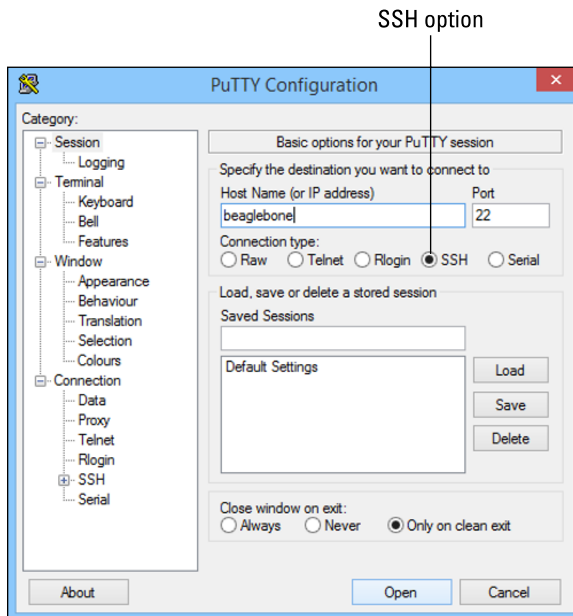 SSH option
PuTTY Configuration
Category:
Session
Logging
Terminal
Keyboard
Bell
Features
Window
Appearance
Behaviour
Translation
Selection
Colours
Connection
Data
Proxy
Telnet
Rlogin
SSH
Serial
Basic options for your PuTTY session
Specify the destination you want to connect to
Host Name (or IP address) Port
beaglebone 22
Connection type:
Raw Telnet Rlogin SSH Serial
Load, save or delete a stored session
Saved Sessions
Default Settings
Load
Save
Delete
Close window on exit:
Always Never Only on clean exit
About Open Cancel